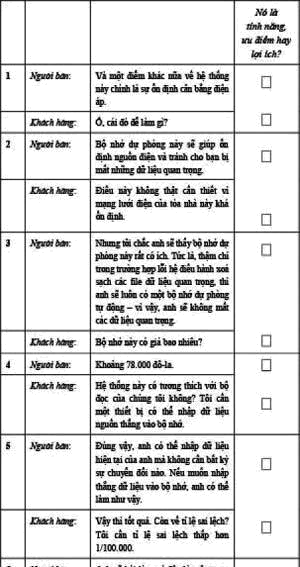 Nó là
tính năng,
ưu điểm hay
lợi ích?
1 Người bán: Và một điểm khác nữa về hệ thống
này chính là sự ổn định cân bằng điện
áp.
Khách hàng: Ồ, cái đó để làm gì?
2 Người bán: Bộ nhớ dự phòng này sẽ giúp ổn
định nguồn điện và tránh cho bạn bị
mất những dữ liệu quan trọng.
Khách hàng: Điều này không thật cần thiết vì
mạng lưới điện của tòa nhà này khá
ổn định.
3 Người bán: Nhưng tôi chắc anh sẽ thấy bộ nhớ dự
phòng này rất có ích. Tức là, thậm chí
trong trường hợp lỗi hệ điều hành xoá
sạch các file dữ liệu quan trọng, thì
anh sẽ luôn có một bộ nhớ dự phòng
tự động – vì vậy, anh sẽ không mất
các dữ liệu quan trọng.
Khách hàng: Bộ nhớ này có giá bao nhiêu?
4 Người bán: Khoảng 78.000 đô-la.
Khách hàng: Hệ thống này có tương thích với bộ
đọc của chúng tôi không? Tôi cần
một thiết bị có thể nhập dữ liệu
nguồn thẳng vào bộ nhớ.
5 Người bán: Đúng vậy, anh có thể nhập dữ liệu
hiện tại của anh mà không cần bất kỳ
sự chuyển đổi nào. Nếu muốn nhập
thẳng dữ liệu vào bộ nhớ, anh có thể
làm như vậy.
Khách hàng: Vậy thì tốt quá. Còn về tỉ lệ sai lệch?
Tôi cần tỉ lệ sai lệch thấp hơn
1/100.000.